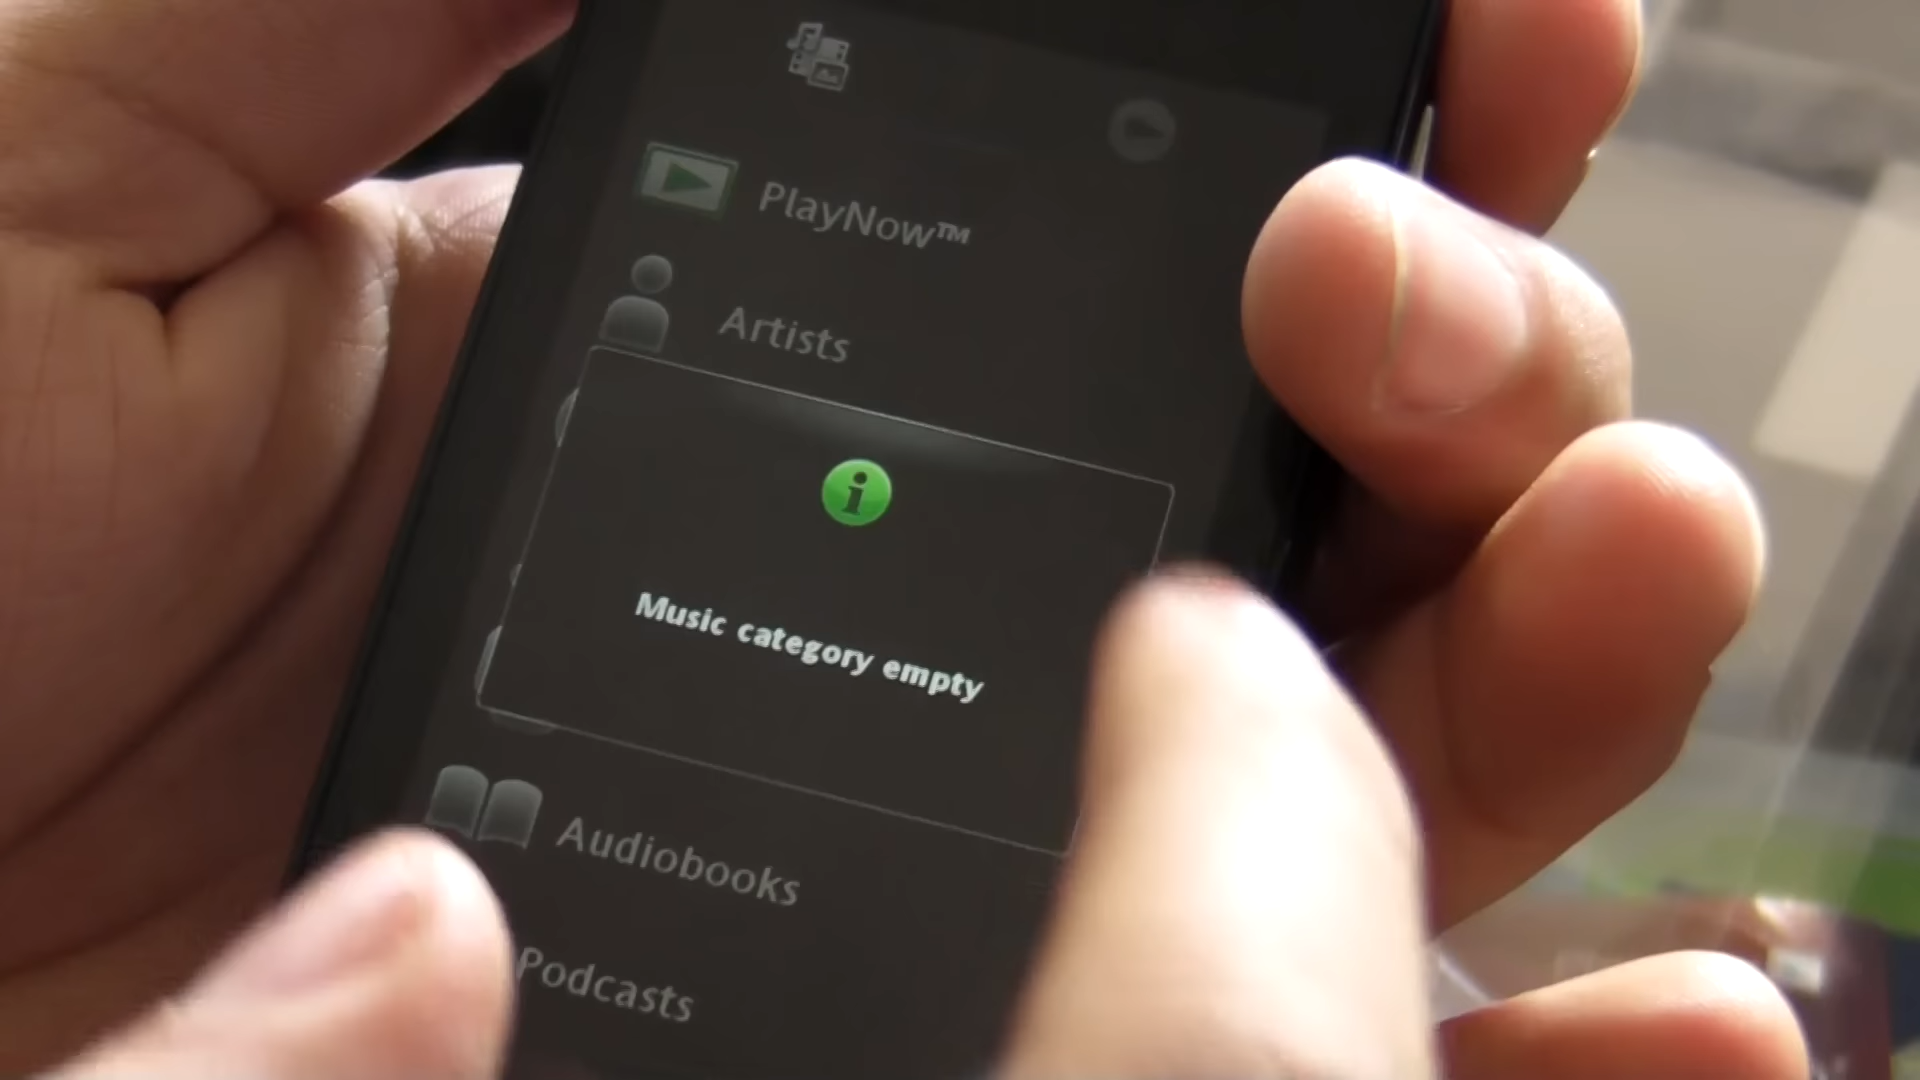 PlayNow™
Artists
Music category empty
Audiobooks
Podcasts